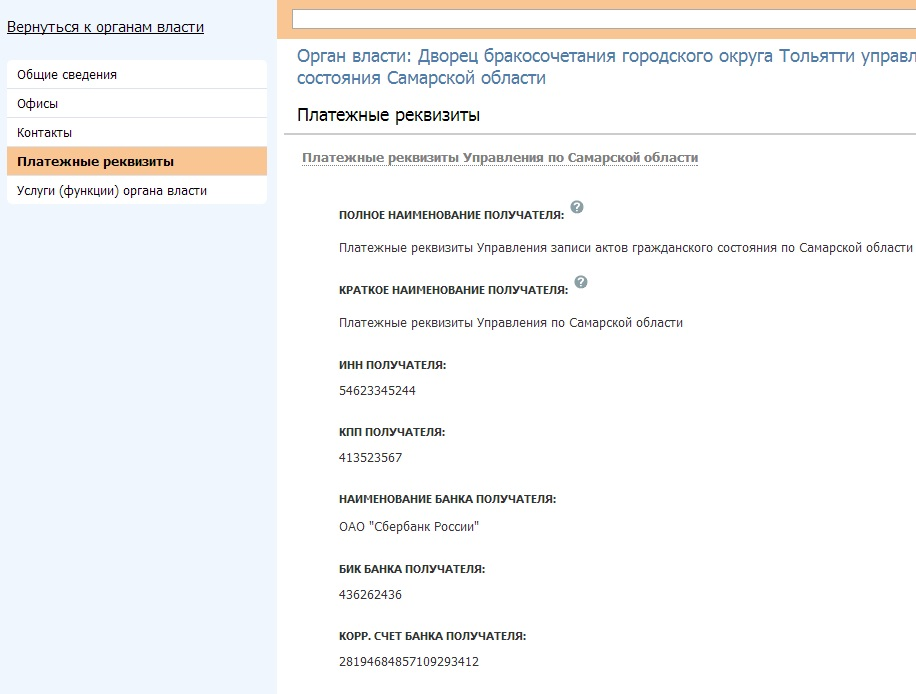 Вернуться к органам власти
Общие сведения
Офисы
Контакты
Платежные реквизиты
Услуги (функции) органа власти
Орган власти: Дворец бракосочетания городского округа Тольятти
состояния Самарской области
Платежные реквизиты
Платежные реквизиты Управления по Самарской области
ПОЛНОЕ НАИМЕНОВАНИЕ ПОЛУЧАТЕЛЯ: ?
Платежные реквизиты Управления записи актов гражданского состояния по Самарской области
КРАТКОЕ НАИМЕНОВАНИЕ ПОЛУЧАТЕЛЯ: ?
Платежные реквизиты Управления по Самарской области
ИНН ПОЛУЧАТЕЛЯ:
54623345244
КПП ПОЛУЧАТЕЛЯ:
413523567
НАИМЕНОВАНИЕ БАНКА ПОЛУЧАТЕЛЯ:
ОАО "Сбербанк России"
БИК БАНКА ПОЛУЧАТЕЛЯ:
436262436
КОРР. СЧЕТ БАНКА ПОЛУЧАТЕЛЯ:
28194684857109293412